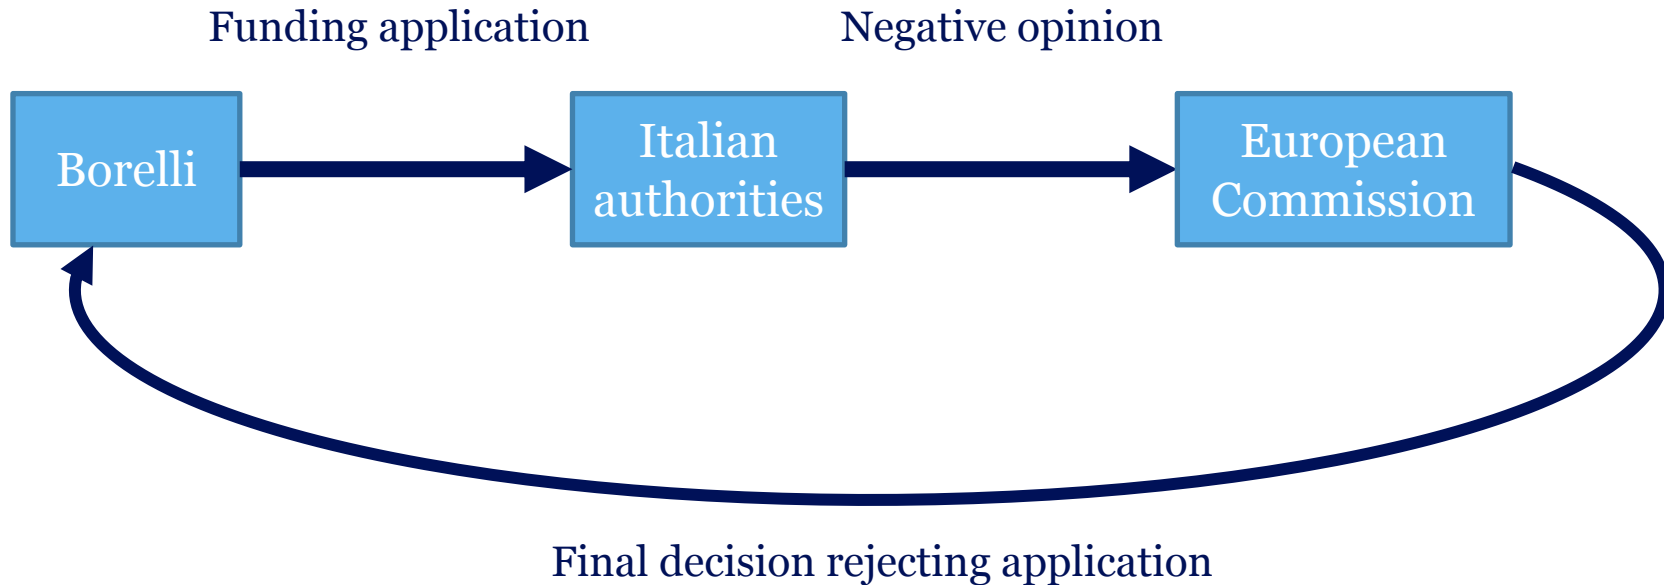 Funding application
Negative opinion
Borelli
Italian
authorities
European
Commission
Final decision rejecting application